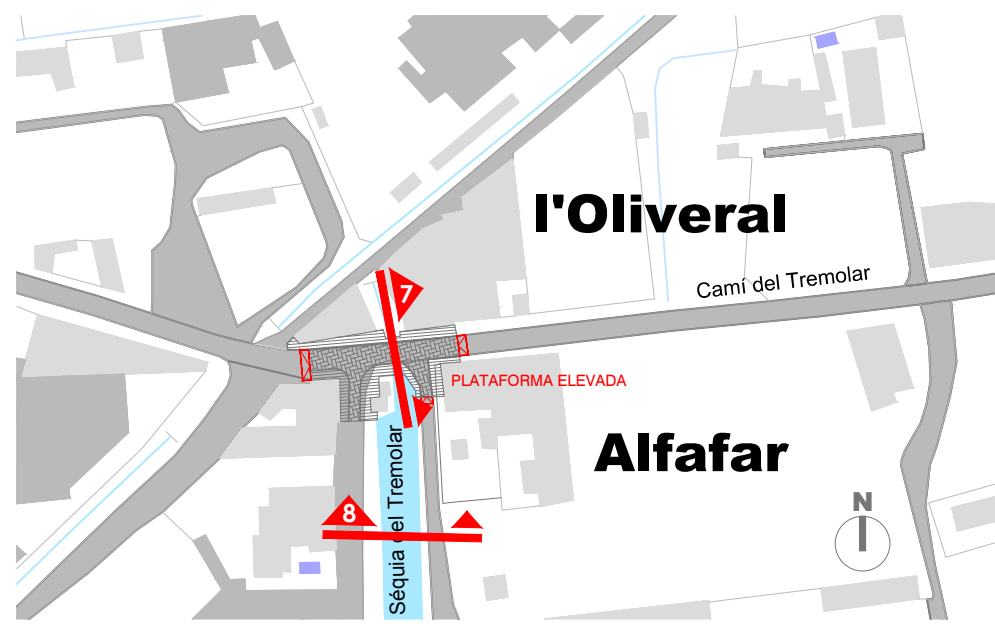 l'Oliveral
Camí del Tremolar
7
PLATAFORMA ELEVADA
Alfafar
Séquia del Tremolar
8
N